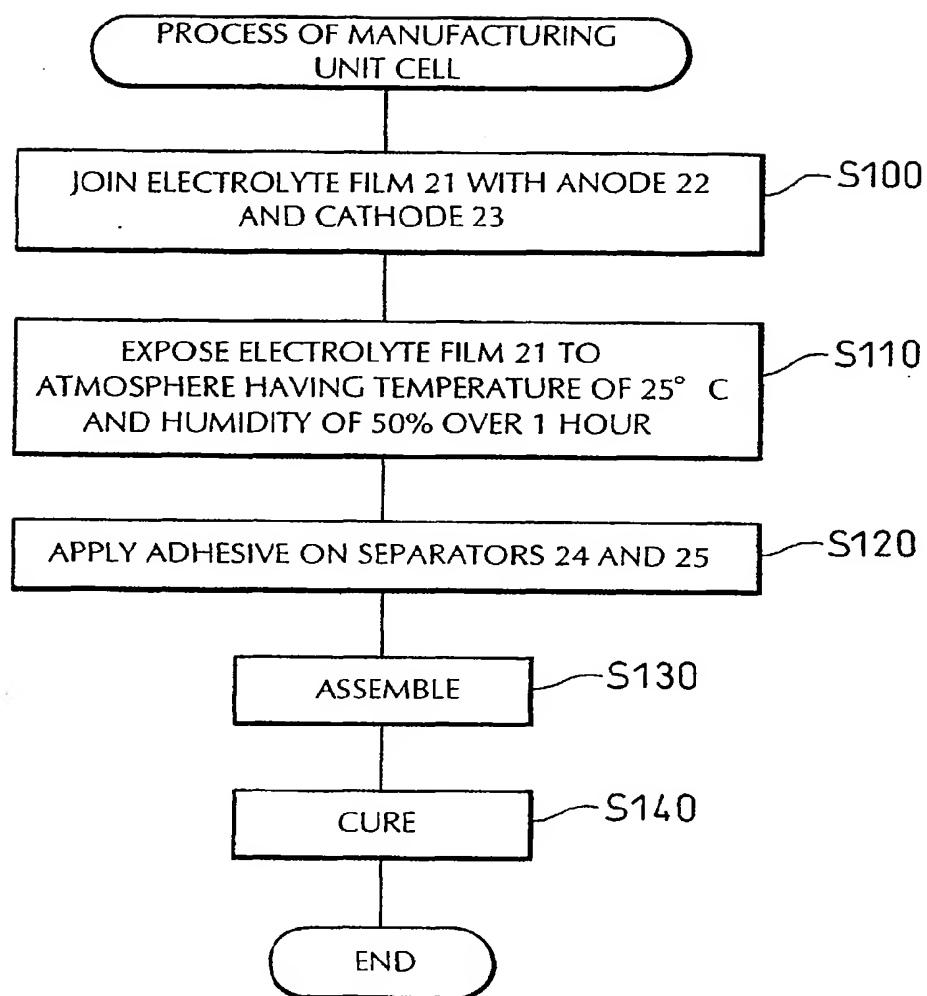 PROCESS OF MANUFACTURING
UNIT CELL
JOIN ELECTROLYTE FILM 21 WITH ANODE 22
AND CATHODE 23
S100
EXPOSE ELECTROLYTE FILM 21 TO
ATMOSPHERE HAVING TEMPERATURE OF 25° C
AND HUMIDITY OF 50% OVER 1 HOUR
S110
APPLY ADHESIVE ON SEPARATORS 24 AND 25
S120
ASSEMBLE
S130
CURE
S140
END